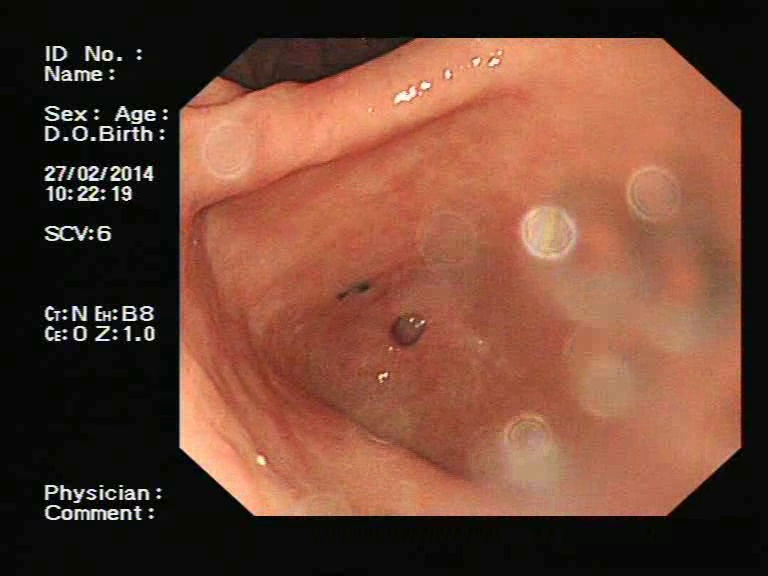 ID No. :
Name:
Sex: Age:
D.O.Birth:
27/02/2014
10:22:19
SCV:6
CT:N EH:B8
CE:0 Z:1.0
Physician:
Comment: